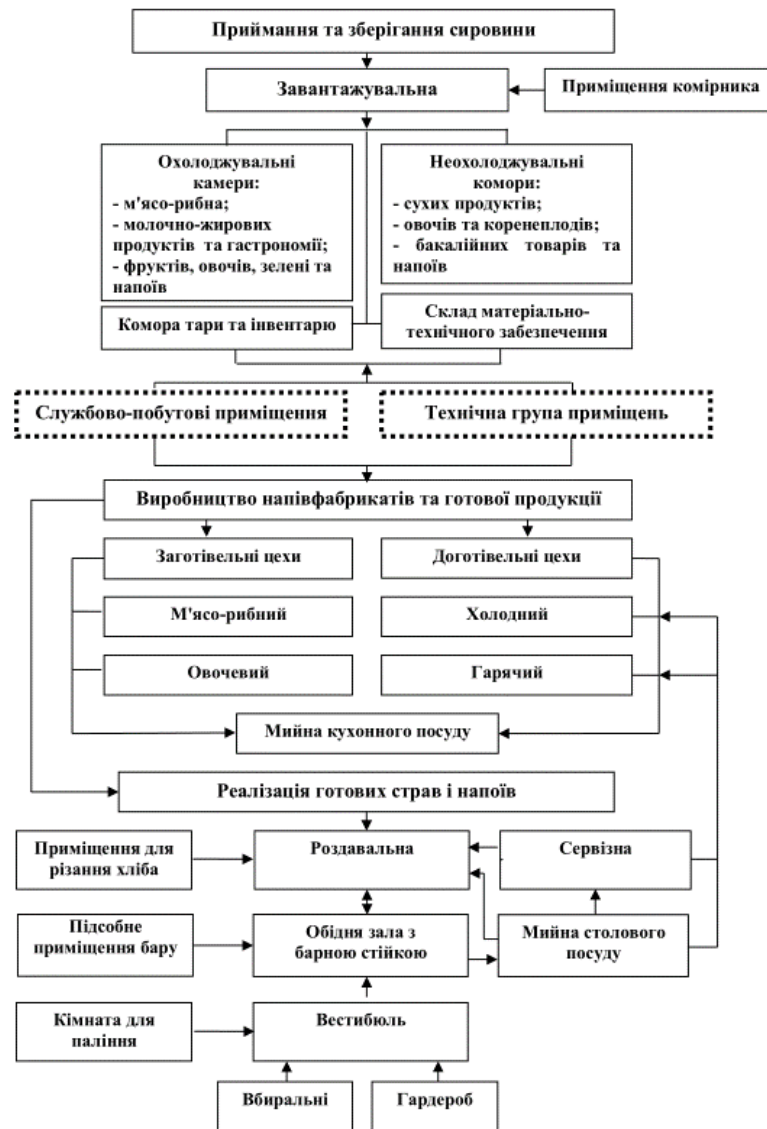 Приймання та зберігання сировини
Завантажувальна
Приміщення комірника
Охолоджувальні
камери:
- м'ясо-рибна;
- молочно-жирових
продуктів та гастрономії;
- фруктів, овочів, зелені та
напоїв
Неохолоджувальні
комори:
- сухих продуктів;
- овочів та коренеплодів;
- бакалійних товарів та
напоїв
Комора тари та інвентарю
Склад матеріально-
технічного забезпечення
Службово-побутові приміщення
Технічна група приміщень
Виробництво напівфабрикатів та готової продукції
Заготівельні цехи
Доготівельні цехи
М'ясо-рибний
Холодний
Овочевий
Гарячий
Мийна кухонного посуду
Реалізація готових страв і напоїв
Приміщення для
різання хліба
Роздавальна
Сервізна
Підсобне
приміщення бару
Обідня зала з
барною стійкою
Мийна столового
посуду
Кімната для
паління
Вестибюль
Вбиральні
Гардероб